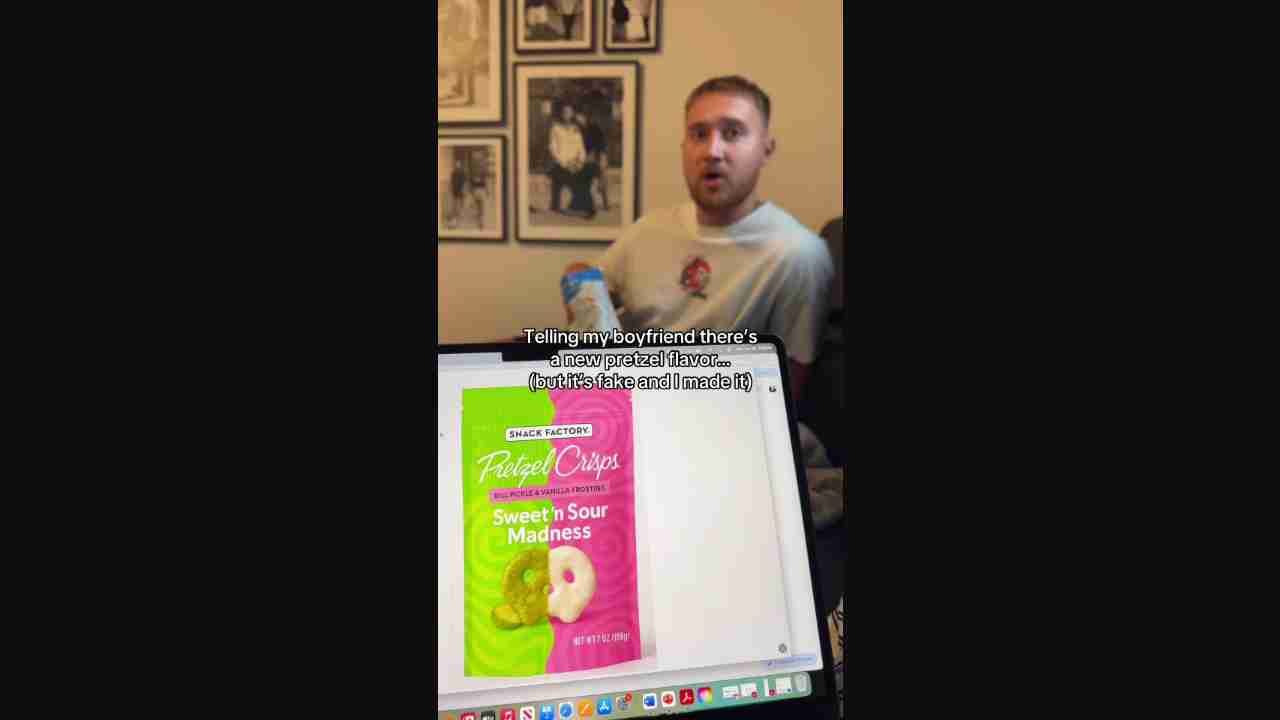 Telling my boyfriend there's
a new pretzel flavor...
(but it's fake and I made it)
SNACK FACTORY
Pretzel Crisps
DILL PICKLE & VANILLA FROSTING
Sweet 'n Sour
Madness
NET WT 7 OZ (198g)